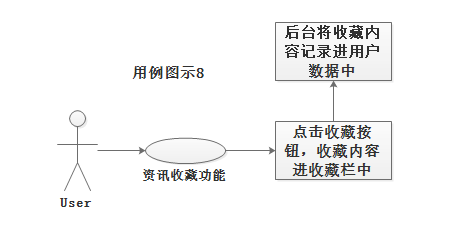 后台将收藏内
容记录进用户
数据中
用例图示8
点击收藏按
钮，收藏内容
进收藏栏中
资讯收藏功能
User